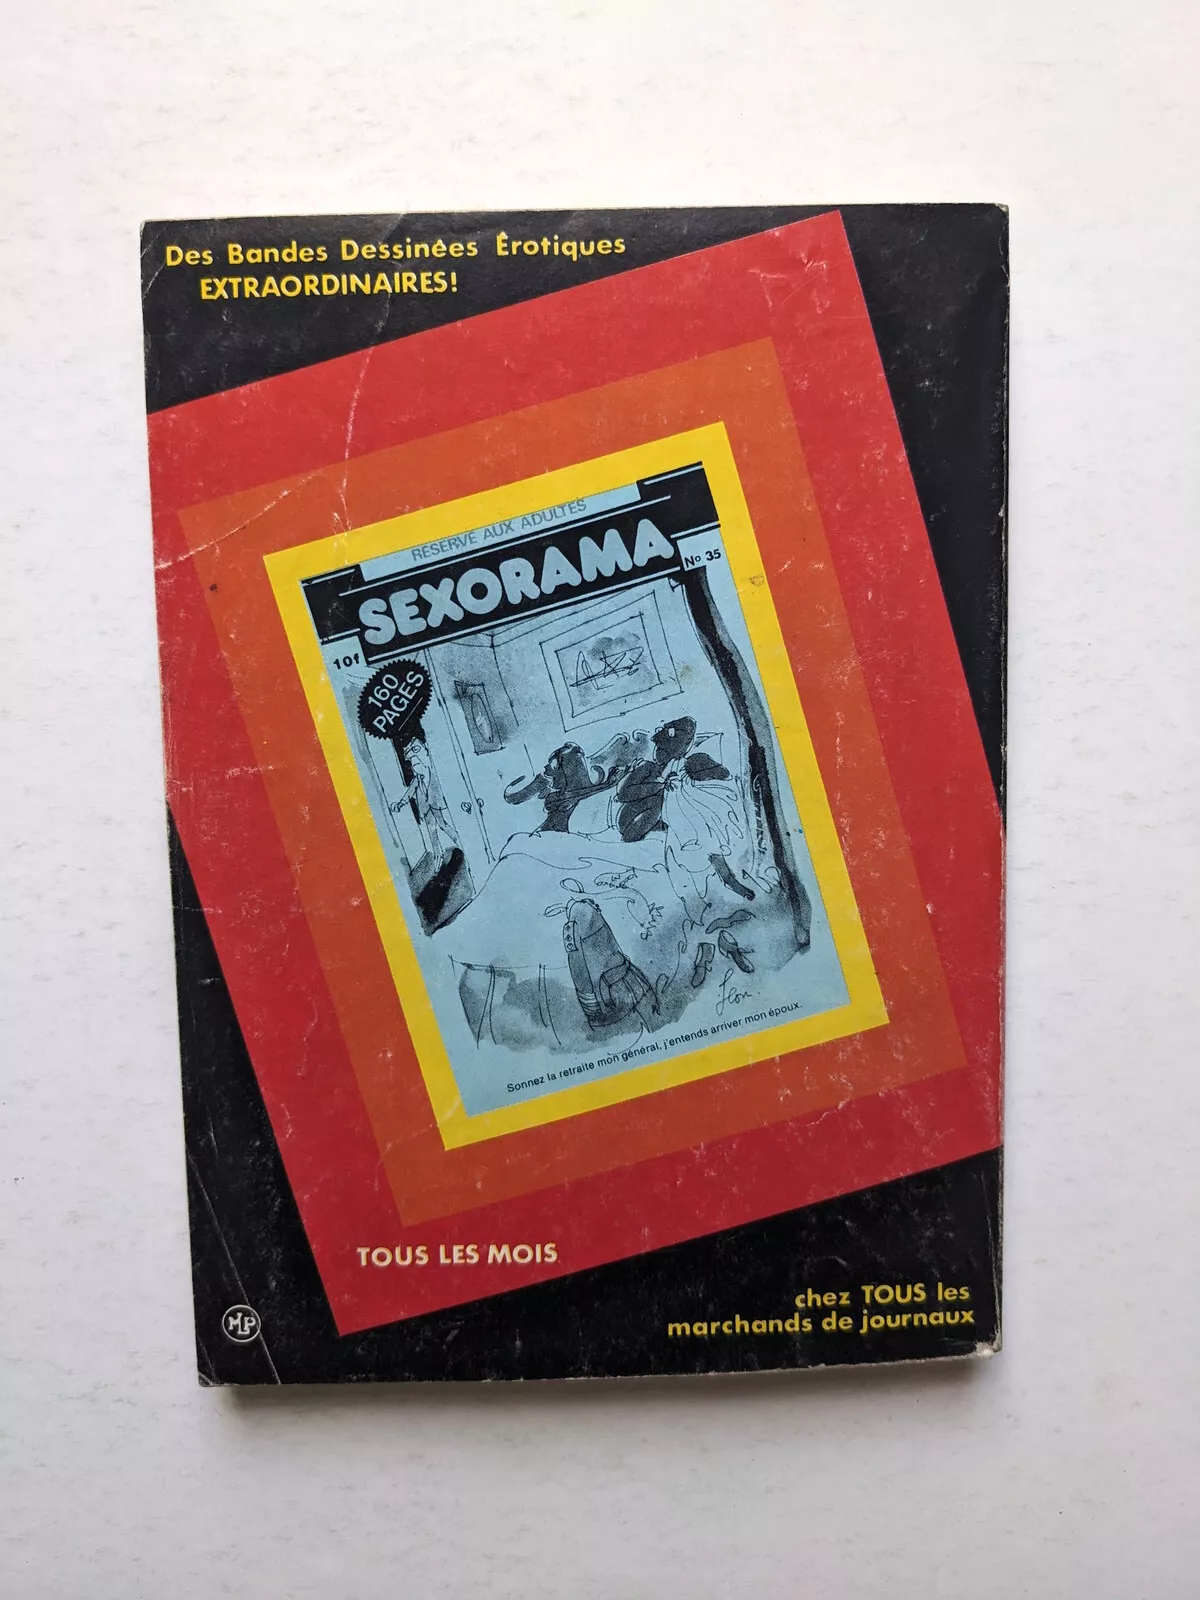 Des Bandes Dessinées Érotiques
EXTRAORDINAIRES!
RESERVÉ AUX ADULTES
SEXORAMA
No 35
10f
160
PAGES
Sonnez la retraite mon général, j'entends arriver mon époux.
TOUS LES MOIS
chez TOUS les
marchands de journaux
MLP